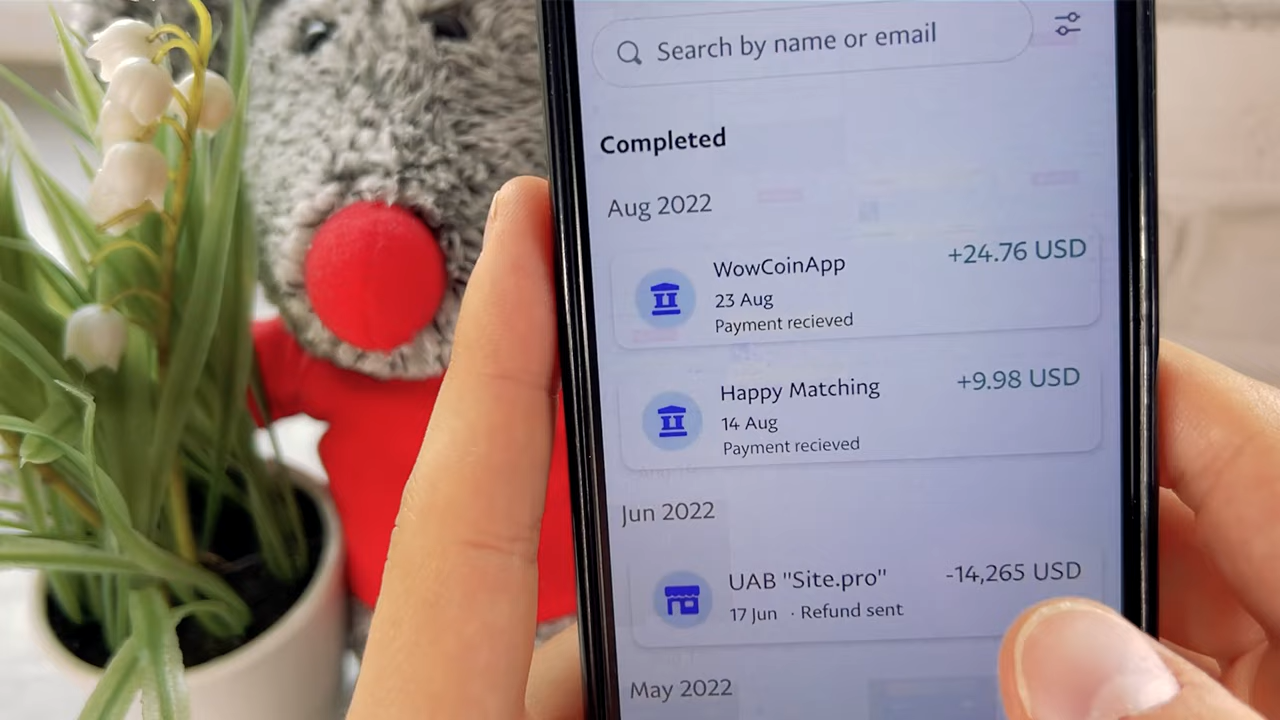 Search by name or email
Completed
Aug 2022
WowCoinApp
+24.76 USD
23 Aug
Payment recieved
Happy Matching
+9.98 USD
14 Aug
Payment recieved
Jun 2022
UAB "Site.pro"
-14,265 USD
17 Jun · Refund sent
May 2022